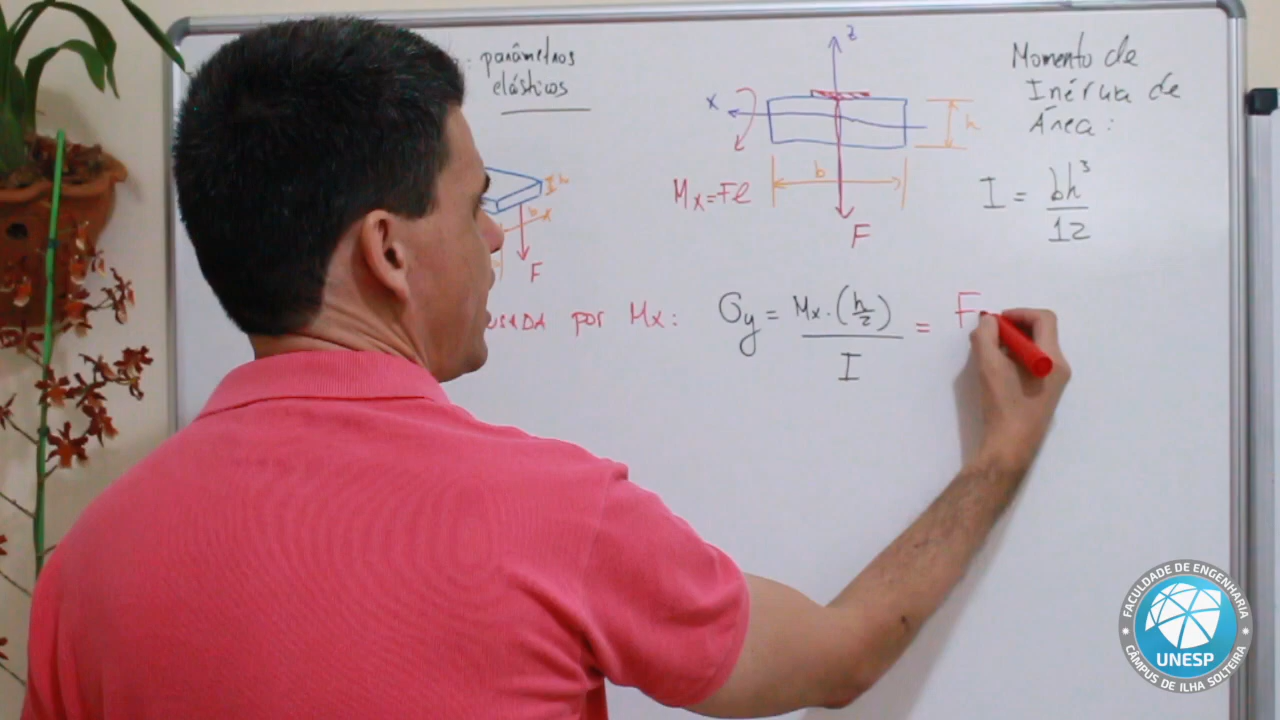 parâmetros
elásticos
z
x
h
b
Mx=Fl
F
Momento de
Inércia de
Área:
I = bh³/12
h
b
F
por Mx:
σy = Mx.(h/2)/I = F
FACULDADE DE ENGENHARIA
UNESP
CÂMPUS DE ILHA SOLTEIRA